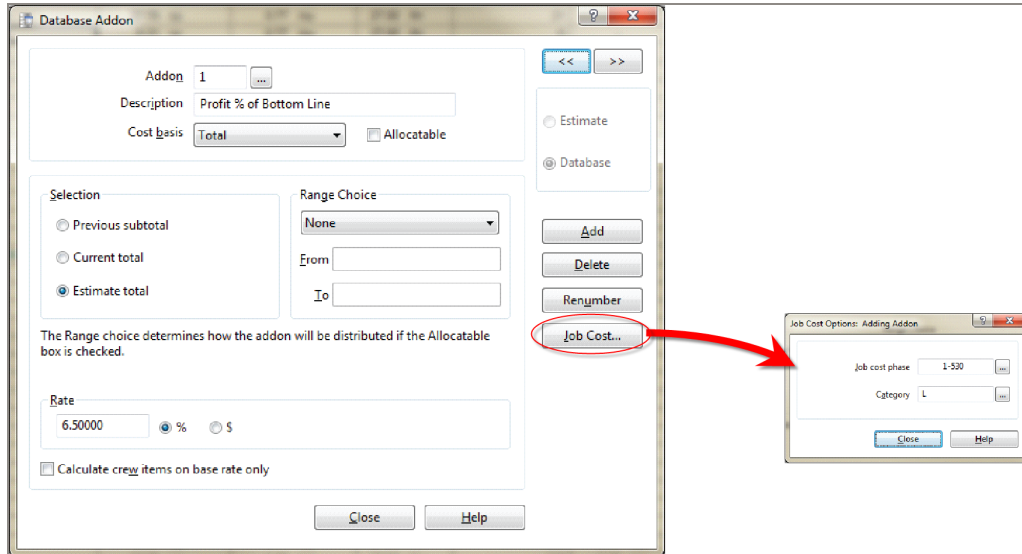 Database Addon
<< >>
Addon 1 ...
Description Profit % of Bottom Line
Cost basis Total Allocatable
Estimate
Database
Selection
Previous subtotal
Current total
Estimate total
Range Choice
None
From
To
Add
Delete
Renumber
Job Cost...
The Range choice determines how the addon will be distributed if the Allocatable
box is checked.
Rate
6.50000 % $
Calculate crew items on base rate only
Close Help
Job Cost Options: Adding Addon
Job cost phase 1-530 ...
Category L ...
Close Help